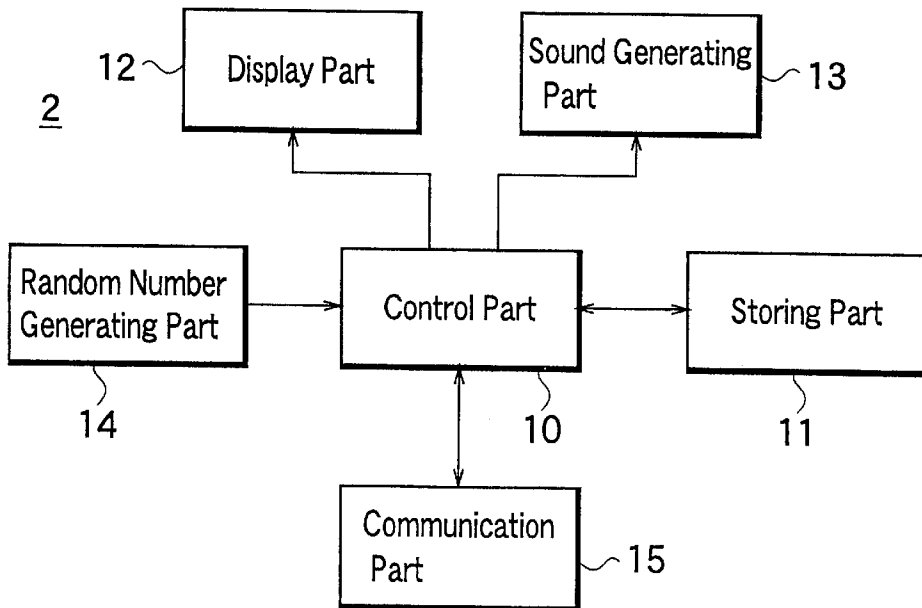 12
Display Part
Sound Generating
Part
13
2
Random Number
Generating Part
14
Control Part
10
Storing Part
11
Communication
Part
15